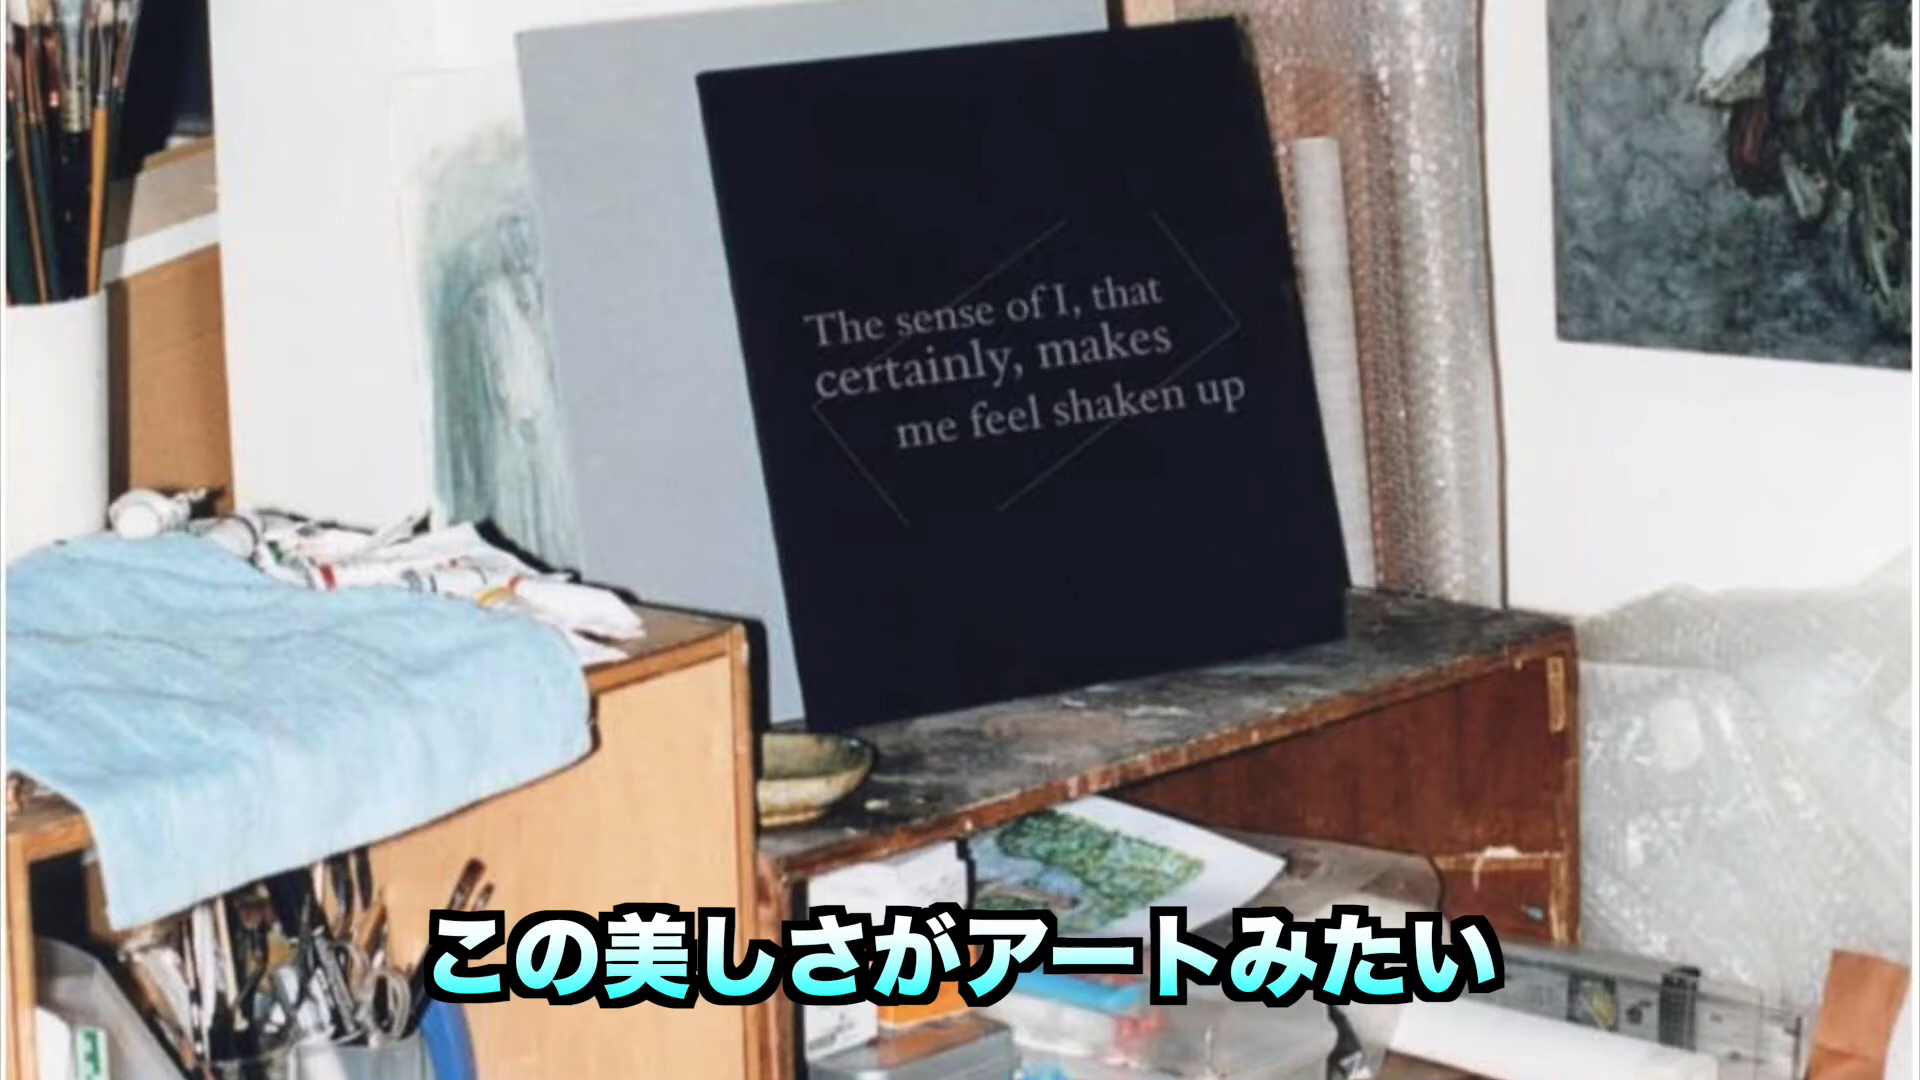 The sense of I, that
certainly, makes
me feel shaken up
この美しさがアートみたい